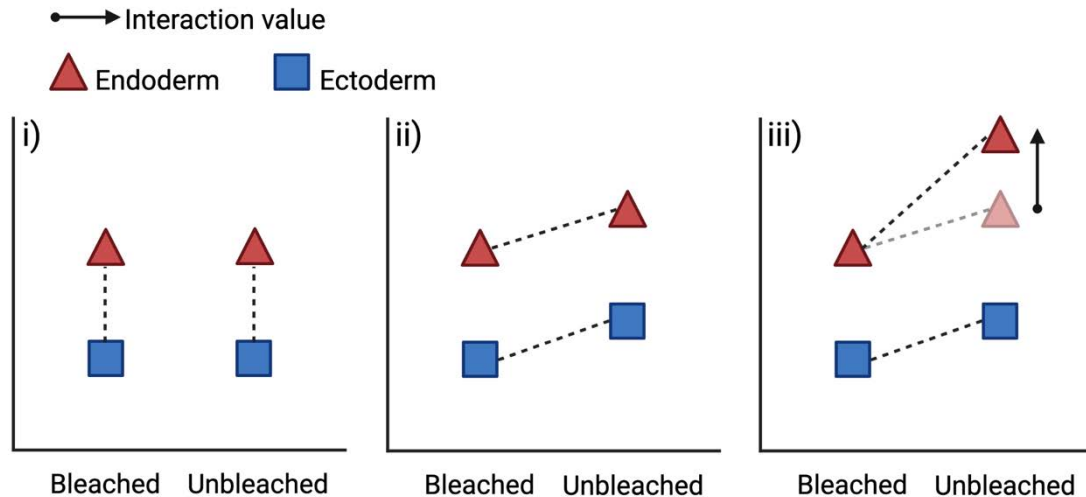 Interaction value
Endoderm Ectoderm
i) ii) iii)
Bleached Unbleached Bleached Unbleached Bleached Unbleached